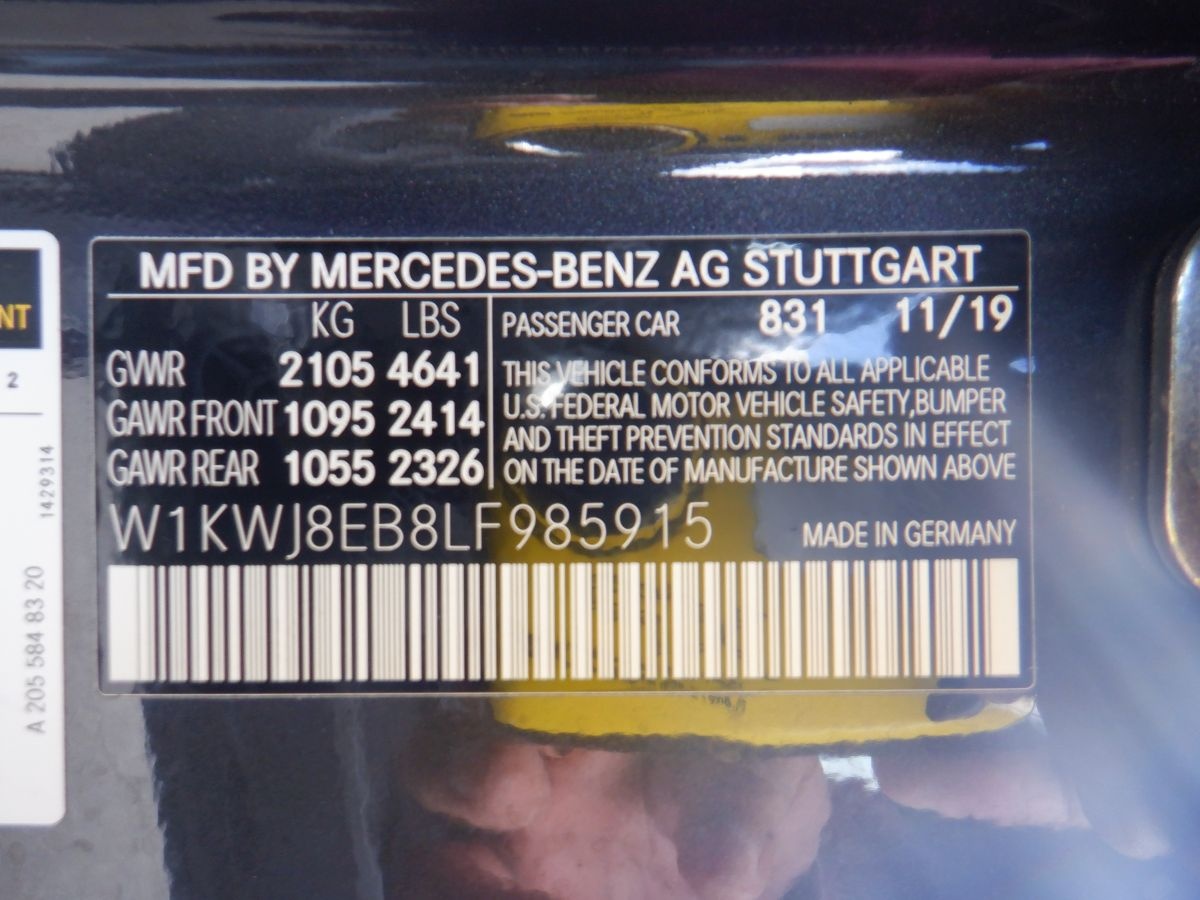 MFD BY MERCEDES-BENZ AG STUTTGART
KG LBS
GVWR 2105 4641
GAWR FRONT 1095 2414
GAWR REAR 1055 2326
PASSENGER CAR 831 11/19
THIS VEHICLE CONFORMS TO ALL APPLICABLE
U.S. FEDERAL MOTOR VEHICLE SAFETY, BUMPER
AND THEFT PREVENTION STANDARDS IN EFFECT
ON THE DATE OF MANUFACTURE SHOWN ABOVE
W1KWJ8EB8LF985915
MADE IN GERMANY
NT
2
1429314
A 205 584 83 20